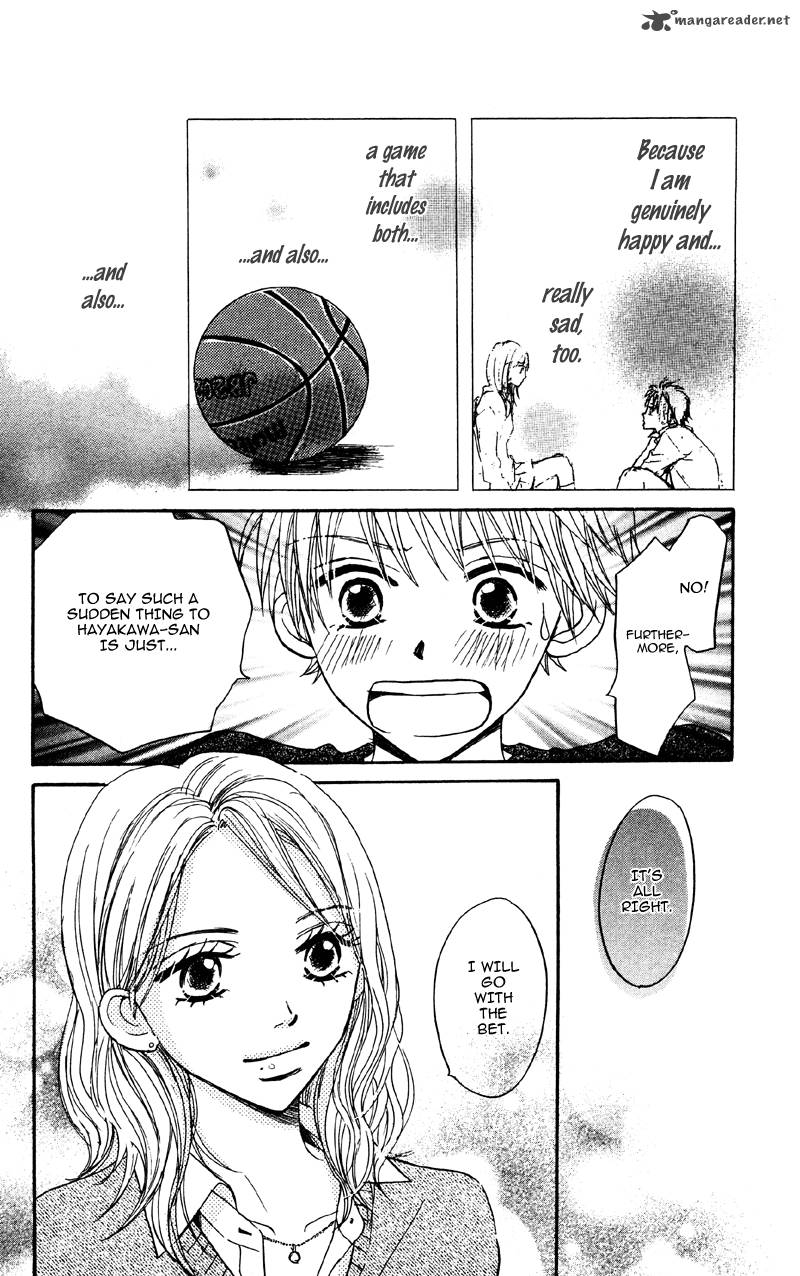 mangareader.net
Because
I am
genuinely
happy and...
really
sad,
too.
a game
that
includes
both...
...and also...
...and
also...
NO!
FURTHER-
MORE,
TO SAY SUCH A
SUDDEN THING TO
HAYAKAWA-SAN
IS JUST...
IT'S
ALL
RIGHT.
I WILL
GO
WITH
THE
BET.